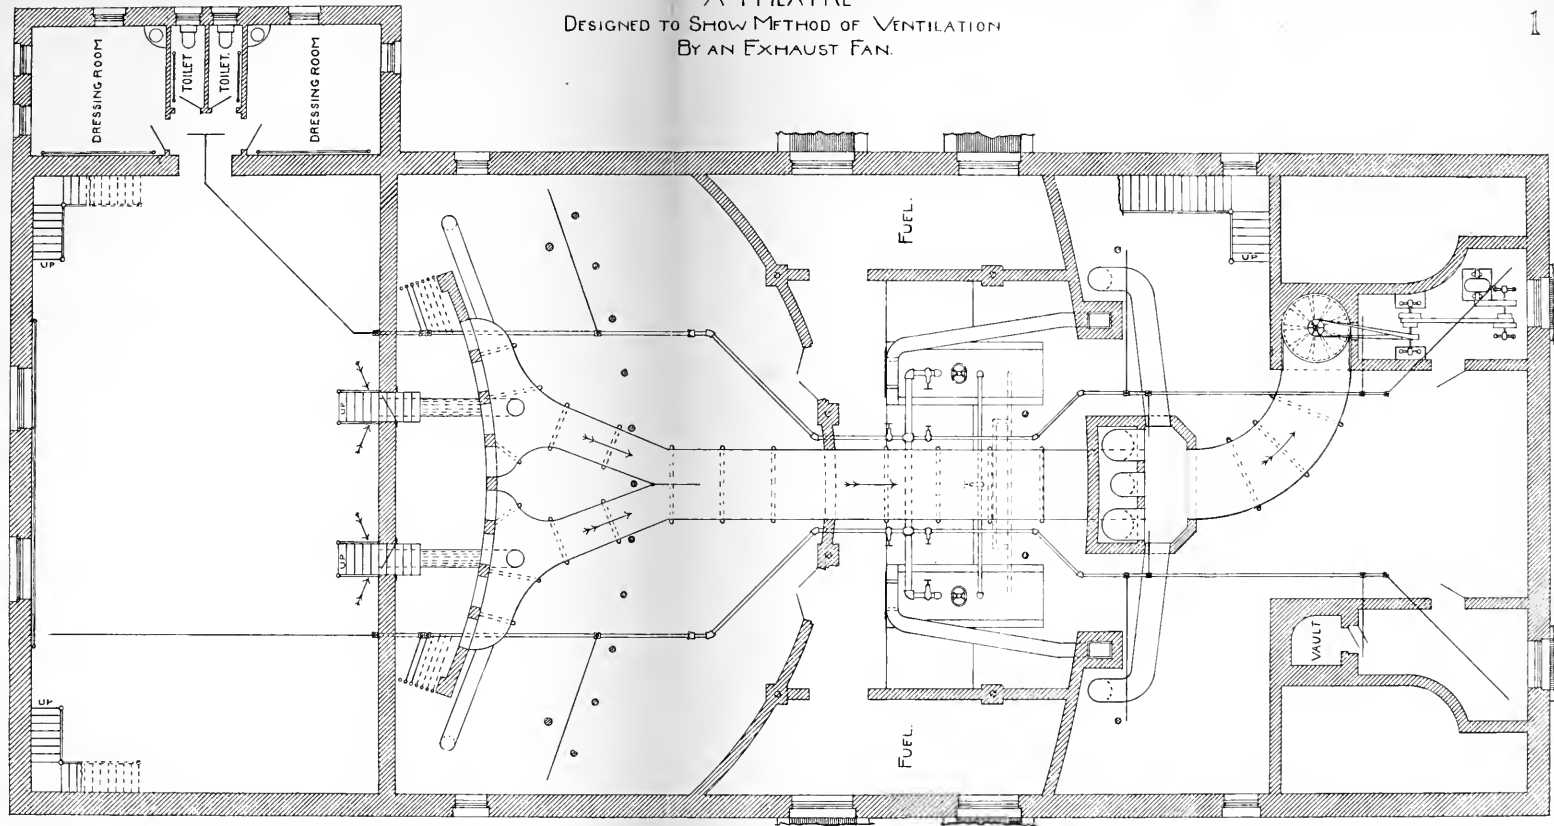 A THEATRE
DESIGNED TO SHOW METHOD OF VENTILATION
BY AN EXHAUST FAN.
1
DRESSING ROOM
TOILET
TOILET.
DRESSING ROOM
UP
FUEL.
UP
UP
UP
VAULT
UP
FUEL.